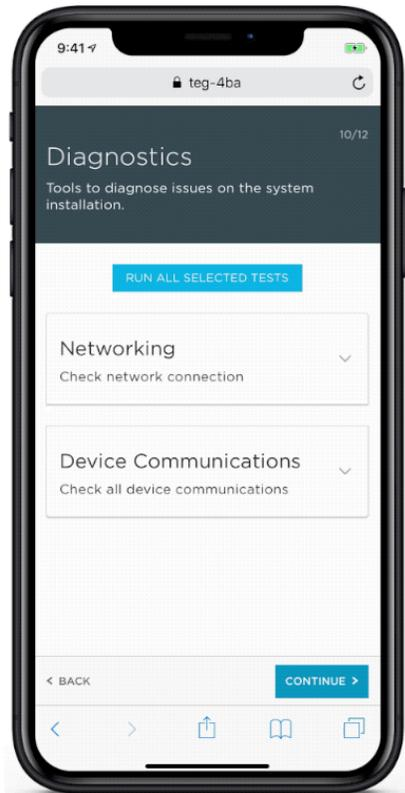 9:41
teg-4ba
10/12
Diagnostics
Tools to diagnose issues on the system
installation.
RUN ALL SELECTED TESTS
Networking
Check network connection
Device Communications
Check all device communications
< BACK
CONTINUE >